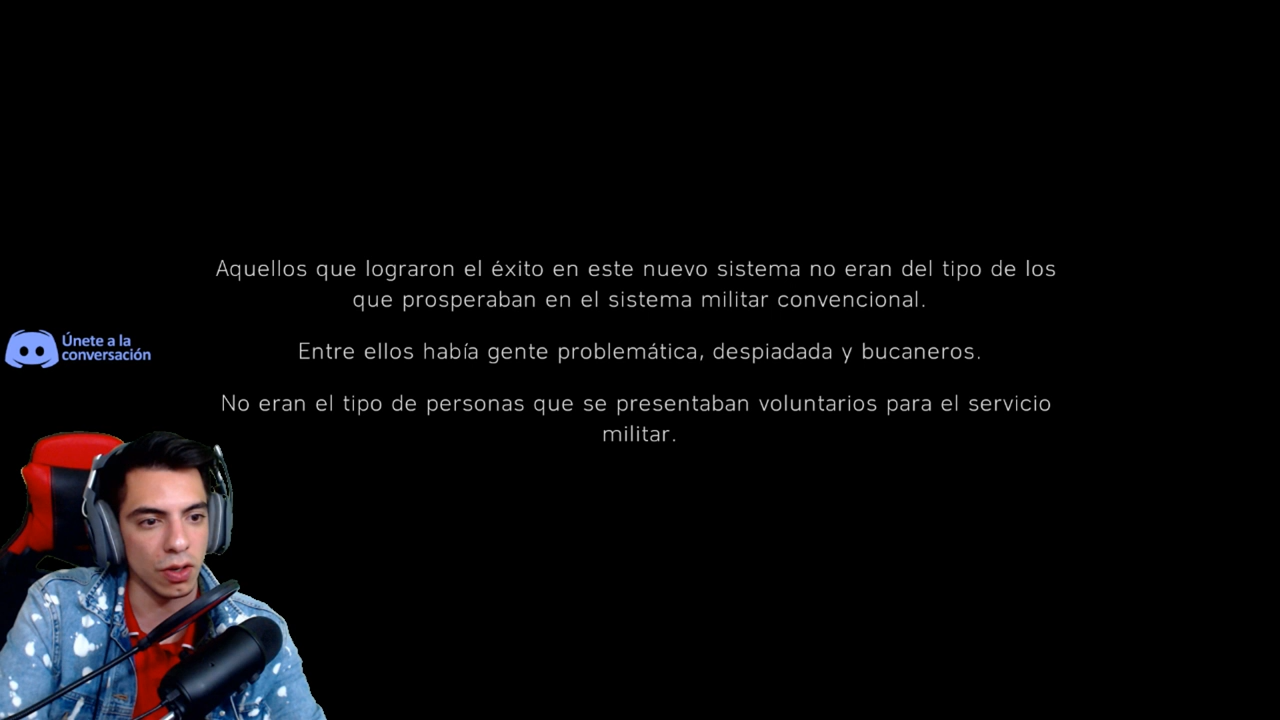 Aquellos que lograron el éxito en este nuevo sistema no eran del tipo de los
que prosperaban en el sistema militar convencional.
Únete a la
conversación
Entre ellos había gente problemática, despiadada y bucaneros.
No eran el tipo de personas que se presentaban voluntarios para el servicio
militar.